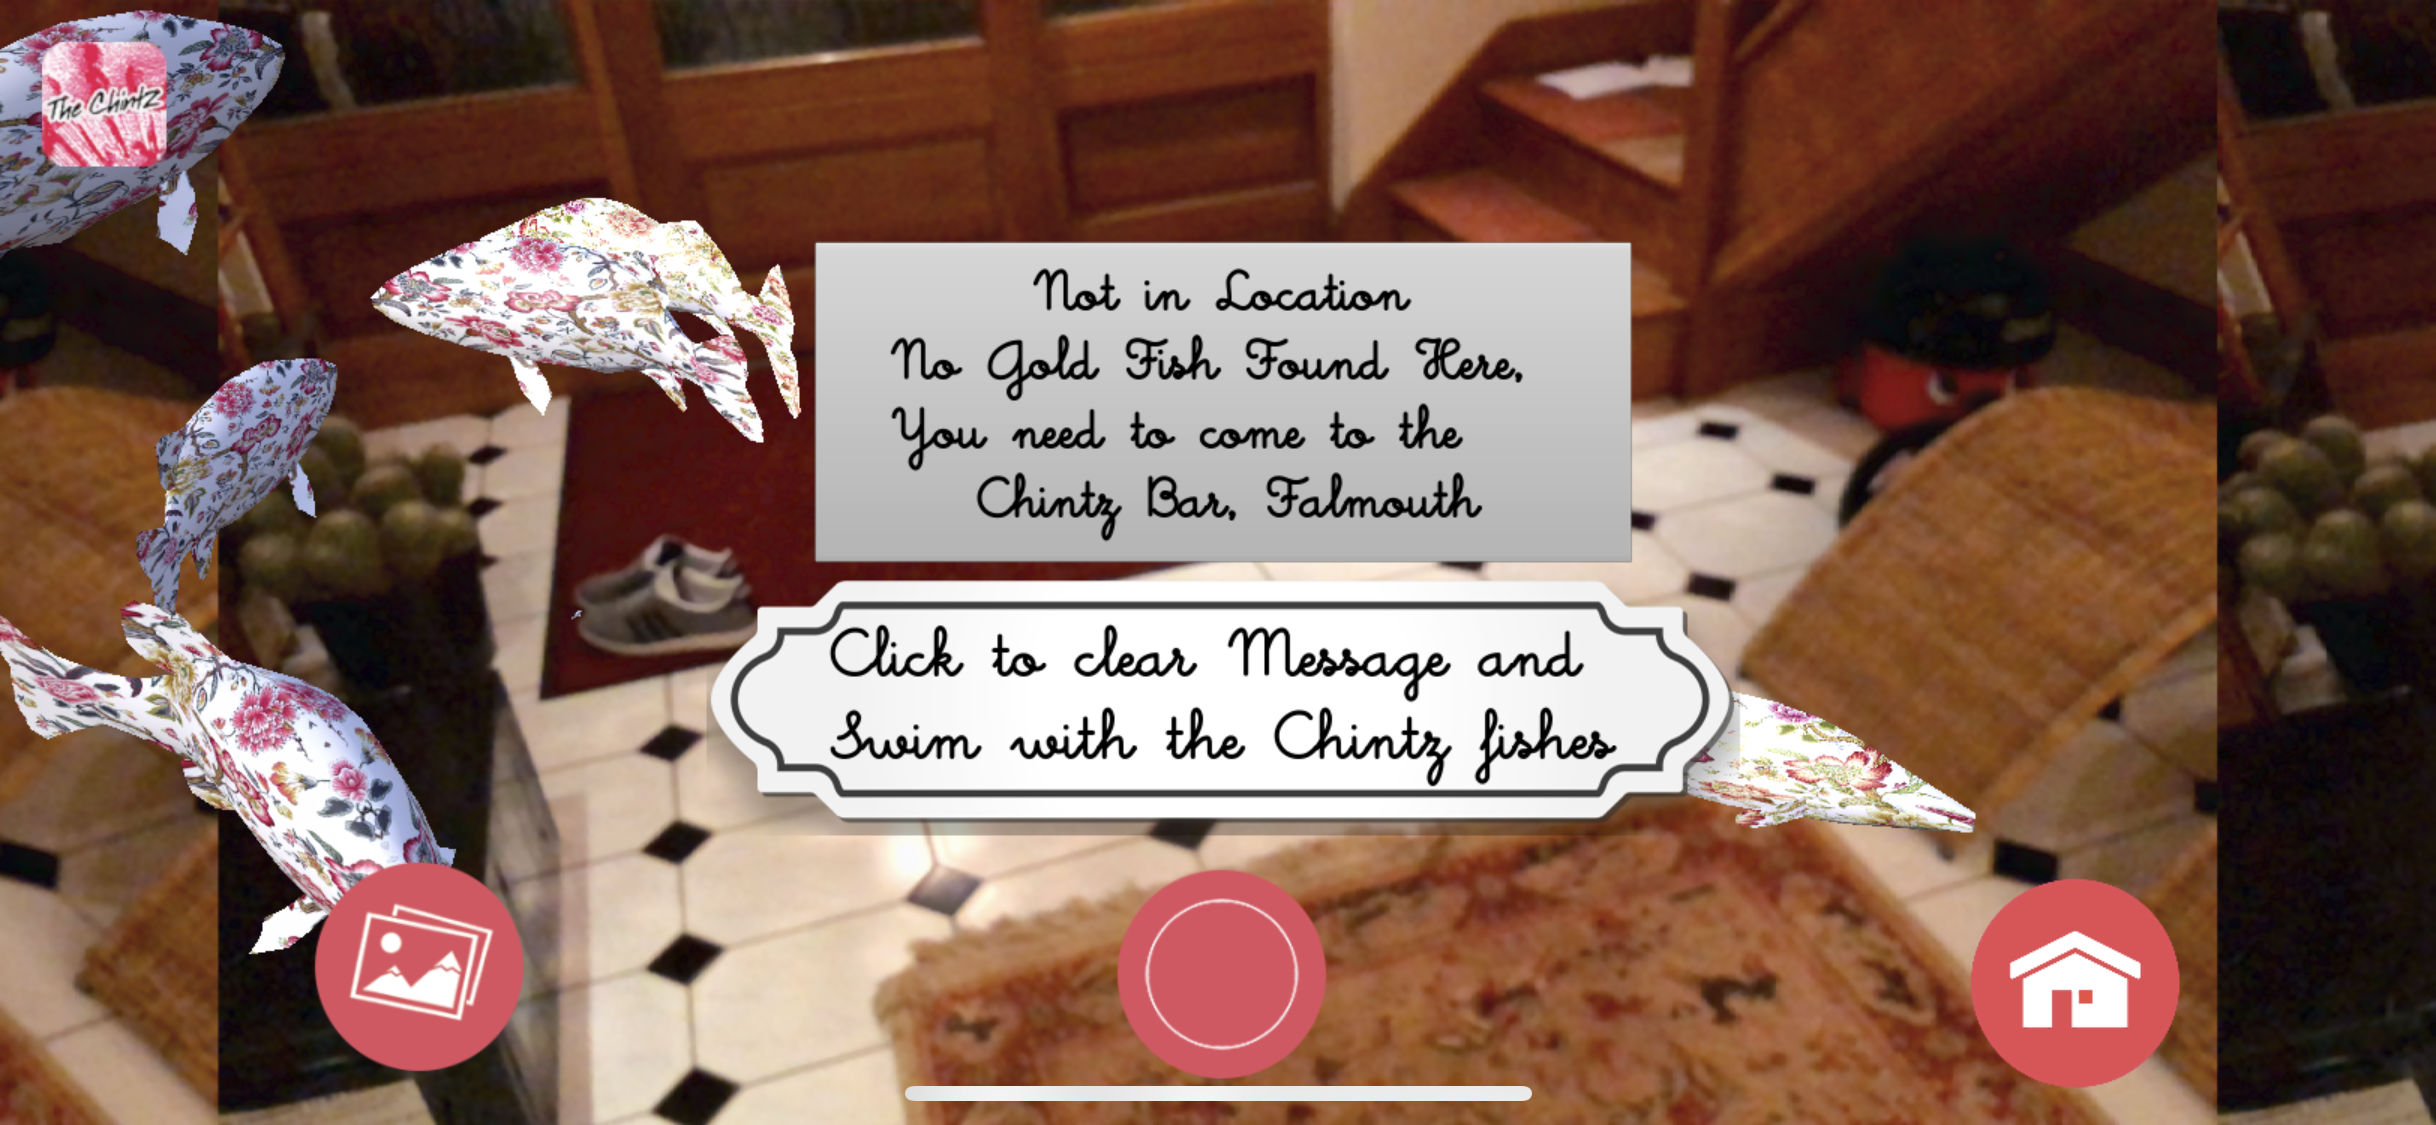 The Chintz
Not in Location
No Gold Fish Found Here,
You need to come to the
Chintz Bar, Falmouth
Click to clear Message and
Swim with the Chintz fishes